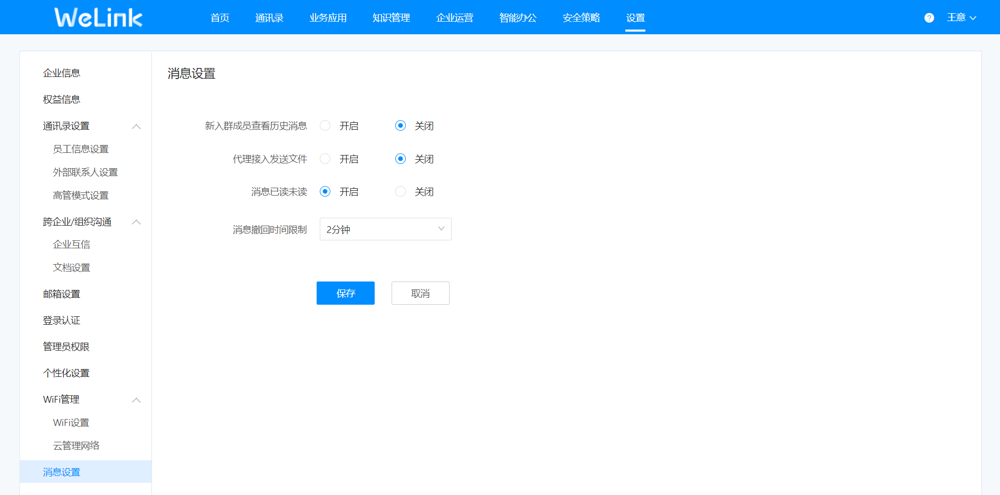 WeLink 首页 通讯录 业务应用 知识管理 企业运营 智能办公 安全策略 设置 ? 王意
企业信息
权益信息
通讯录设置
员工信息设置
外部联系人设置
高管模式设置
跨企业/组织沟通
企业互信
文档设置
邮箱设置
登录认证
管理员权限
个性化设置
WiFi管理
WiFi设置
云管理网络
消息设置
消息设置
新入群成员查看历史消息 开启 关闭
代理接入发送文件 开启 关闭
消息已读未读 开启 关闭
消息撤回时间限制 2分钟
保存 取消